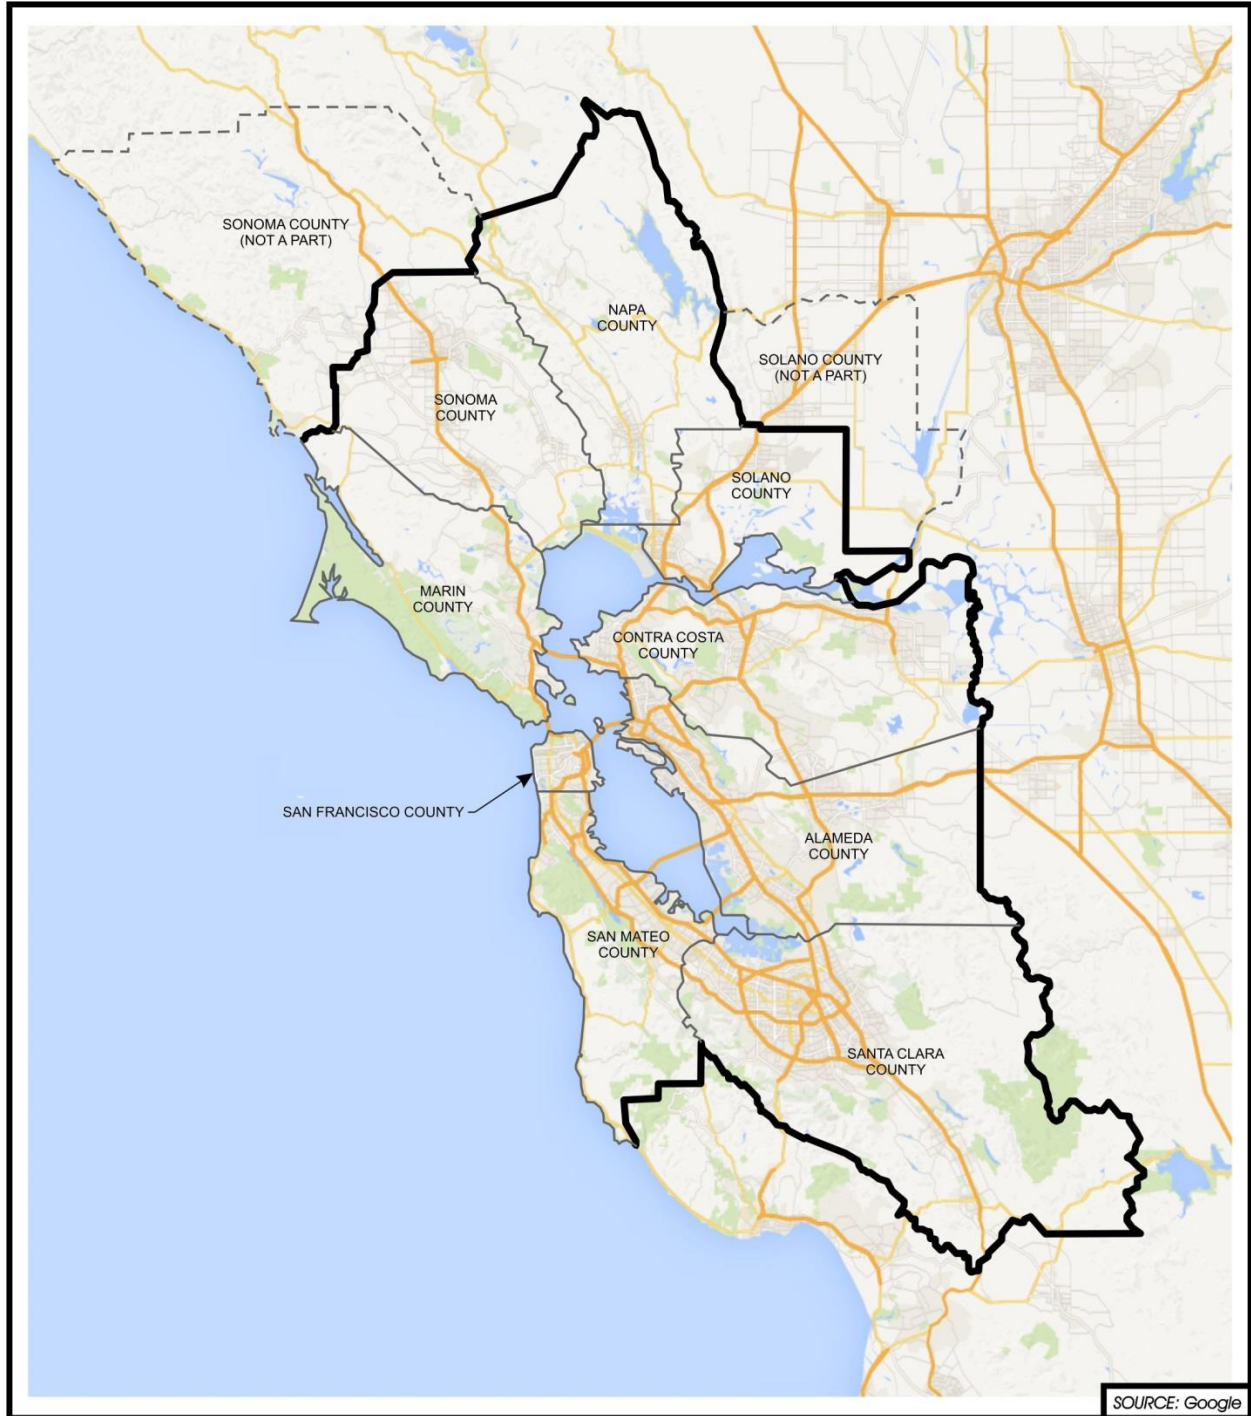 SONOMA COUNTY
(NOT A PART)
NAPA
COUNTY
SOLANO COUNTY
(NOT A PART)
SONOMA
COUNTY
SOLANO
COUNTY
MARIN
COUNTY
CONTRA COSTA
COUNTY
SAN FRANCISCO COUNTY
ALAMEDA
COUNTY
SAN MATEO
COUNTY
SANTA CLARA
COUNTY
SOURCE: Google